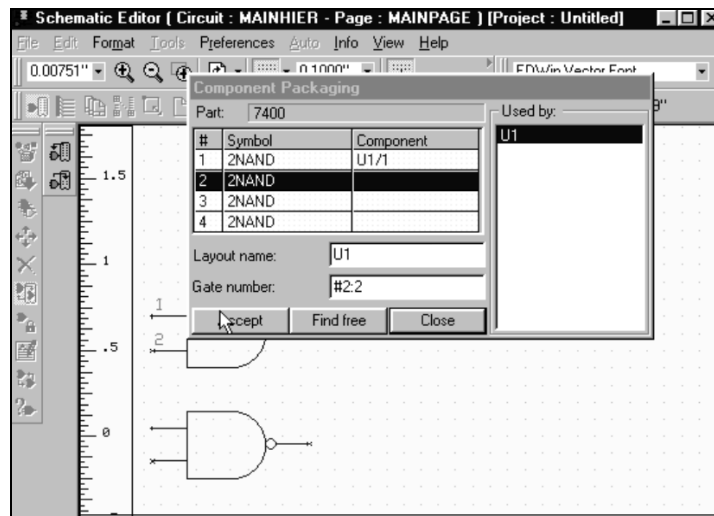 Schematic Editor ( Circuit : MAINHIER - Page : MAINPAGE ) [Project : Untitled]
File Edit Format Tools Preferences Auto Info View Help
0.00751" 0.1000" EDWin Vector Font
Component Packaging
Part: 7400
Used by:
# Symbol Component
U1
1 2NAND U1/1
2 2NAND
3 2NAND
4 2NAND
Layout name: U1
Gate number: #2:2
Accept Find free Close
1.5
1
.5
0
1
2